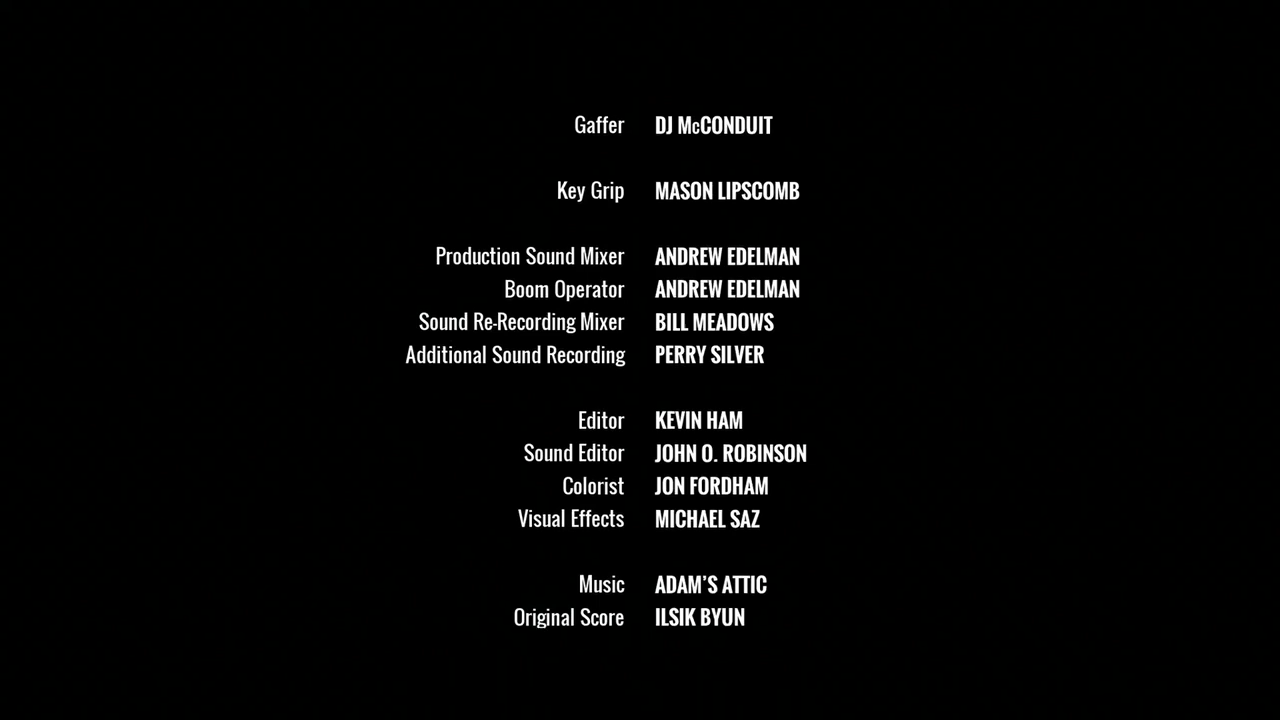 Gaffer DJ McCONDUIT
Key Grip MASON LIPSCOMB
Production Sound Mixer ANDREW EDELMAN
Boom Operator ANDREW EDELMAN
Sound Re-Recording Mixer BILL MEADOWS
Additional Sound Recording PERRY SILVER
Editor KEVIN HAM
Sound Editor JOHN O. ROBINSON
Colorist JON FORDHAM
Visual Effects MICHAEL SAZ
Music ADAM’S ATTIC
Original Score ILSIK BYUN